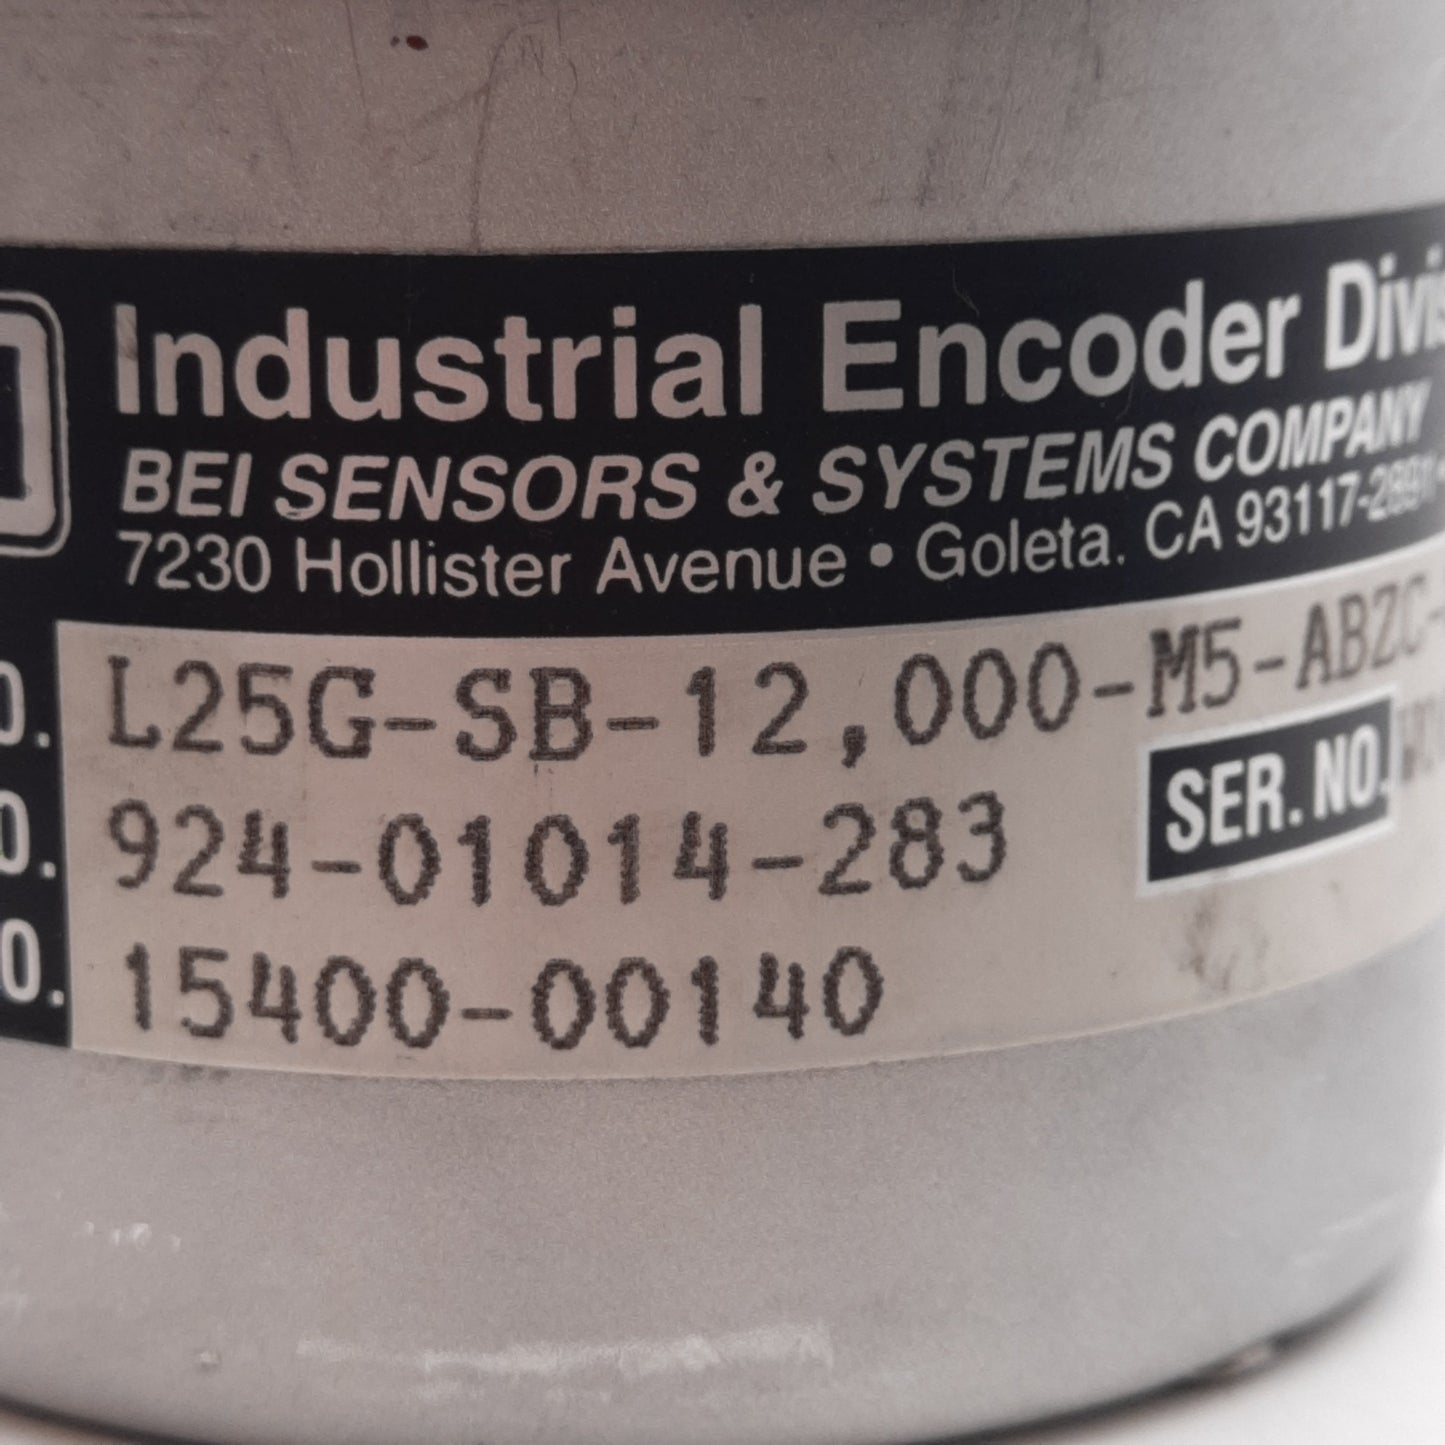 Industrial Encoder Divis
BEI SENSORS & SYSTEMS COMPANY
7230 Hollister Avenue • Goleta. CA 93117-2891
O. L25G-SB-12,000-M5-ABZC-
O. 924-01014-283 SER. NO.
O. 15400-00140